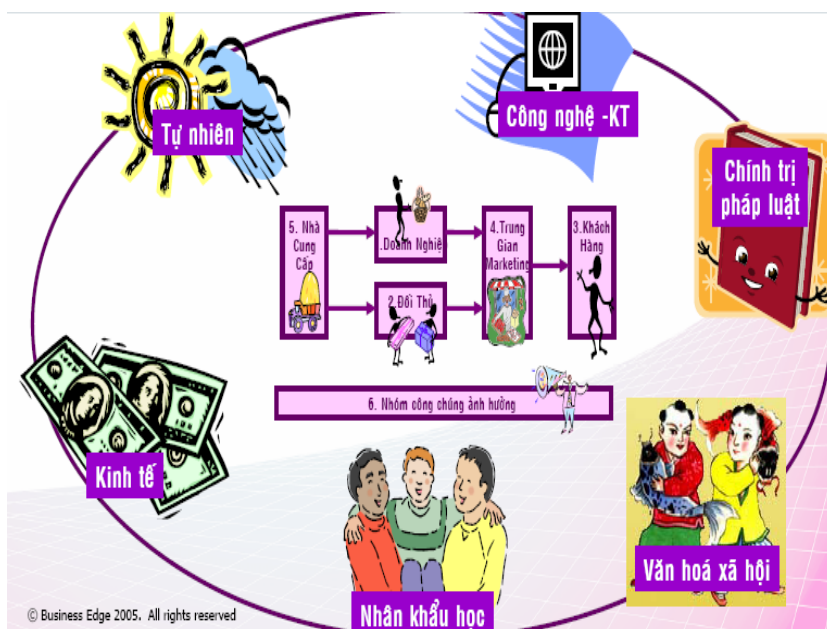 Tự nhiên
Công nghệ -KT
Chính trị
pháp luật
5. Nhà
Cung
Cấp
.Doanh Nghiệ
2.Đối Thủ
4.Trung
Gian
Marketing
3.Khách
Hàng
6. Nhóm công chúng ảnh hưởng
Kinh tế
Nhân khẩu học
Văn hoá xã hội
© Business Edge 2005. All rights reserved